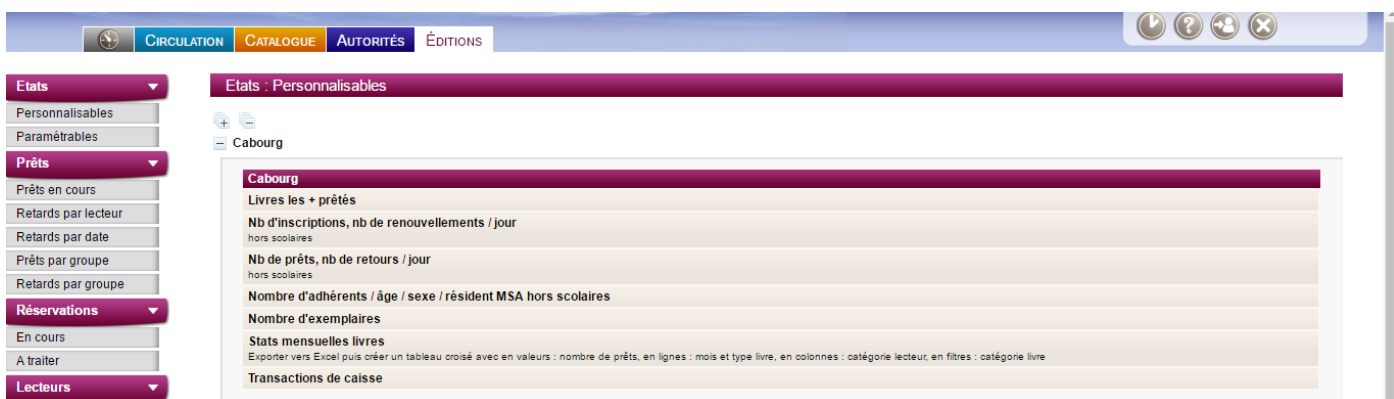 CIRCULATION CATALOGUE AUTORITÉS ÉDITIONS
Etats
Personnalisables
Paramétrables
Prêts
Prêts en cours
Retards par lecteur
Retards par date
Prêts par groupe
Retards par groupe
Réservations
En cours
A traiter
Lecteurs
Etats : Personnalisables
Cabourg
Cabourg
Livres les + prêtés
Nb d'inscriptions, nb de renouvellements / jour
hors scolaires
Nb de prêts, nb de retours / jour
hors scolaires
Nombre d'adhérents / âge / sexe / résident MSA hors scolaires
Nombre d'exemplaires
Stats mensuelles livres
Exporter vers Excel puis créer un tableau croisé avec en valeurs : nombre de prêts, en lignes : mois et type livre, en colonnes : catégorie lecteur, en filtres : catégorie livre
Transactions de caisse